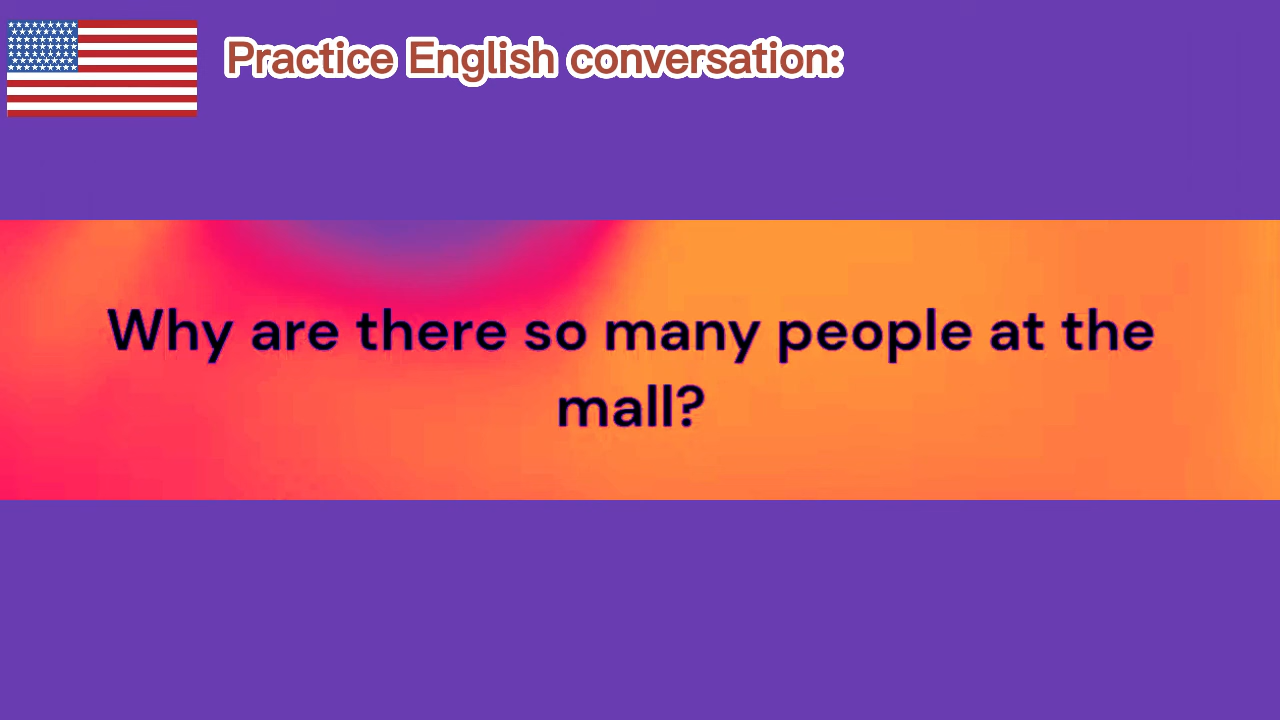 Practice English conversation:
Why are there so many people at the
mall?